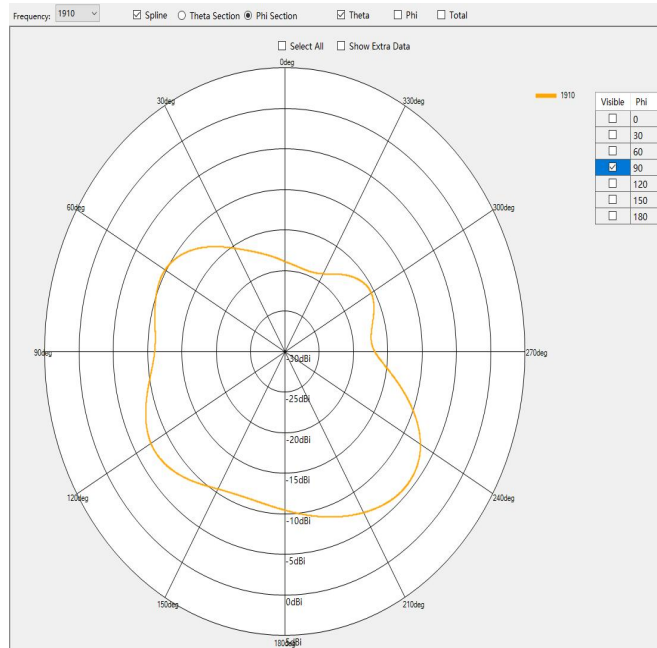 Frequency: 1910 Spline Theta Section Phi Section Theta Phi Total
Select All Show Extra Data
0deg
1910
30deg
330deg
Visible Phi
0
30
60
90
120
150
180
60deg
300deg
90deg
270deg
-30dBi
-25dBi
-20dBi
-15dBi
-10dBi
-5dBi
0dBi
120deg
240deg
150deg
210deg
180deg
5dBi